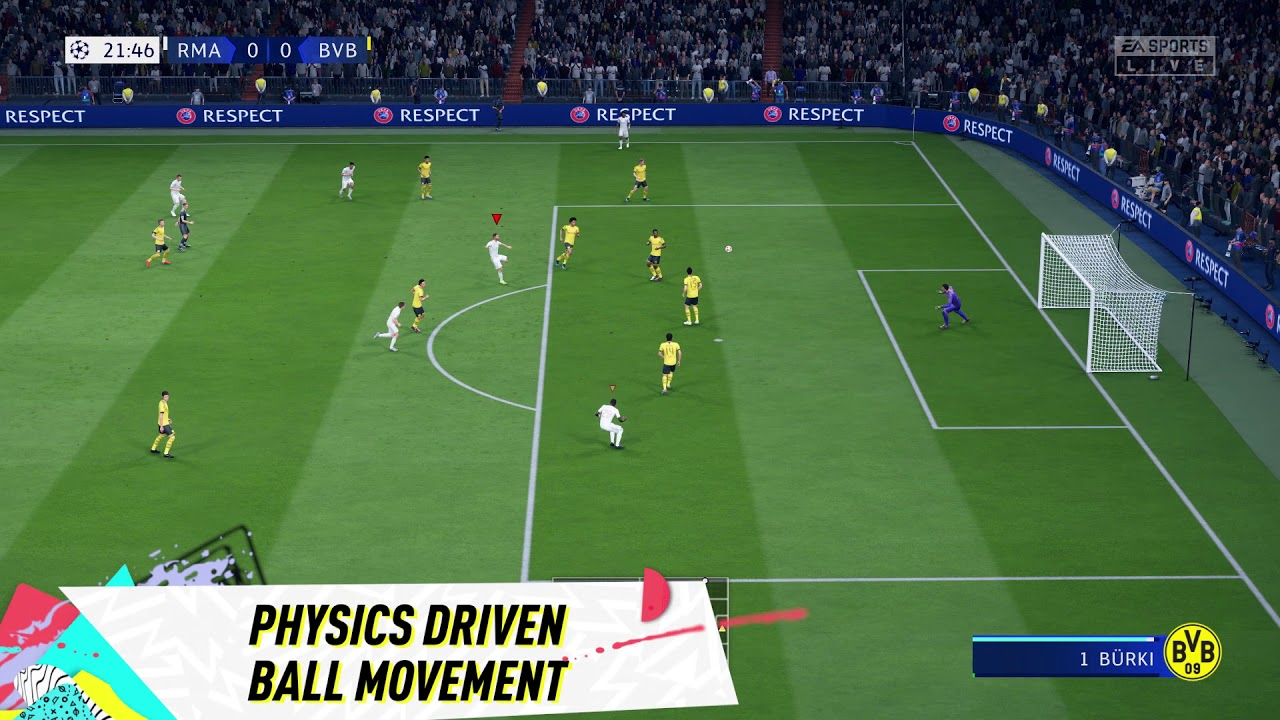 21:46 RMA 0 0 BVB
EA SPORTS
LIVE
RESPECT RESPECT RESPECT RESPECT RESPECT RESPECT RESPECT RESPECT RESPECT
PHYSICS DRIVEN
BALL MOVEMENT
1 BÜRKI
BVB
09